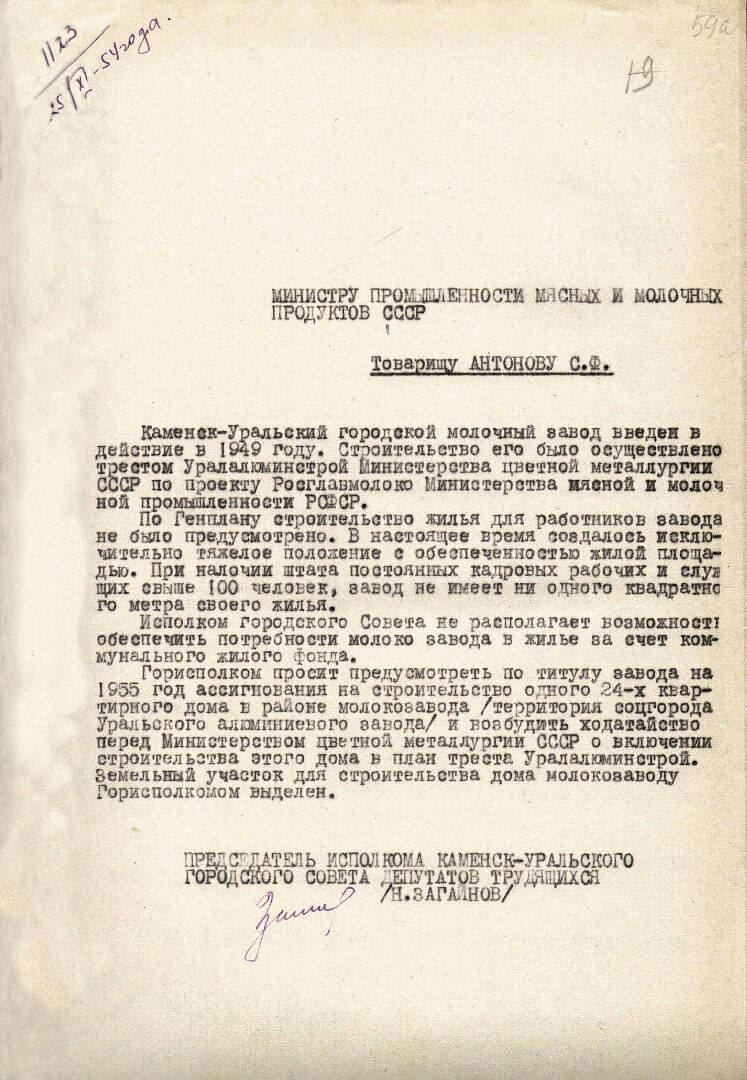 1123
25/XI-54 года.
59а
19
МИНИСТРУ ПРОМЫШЛЕННОСТИ МЯСНЫХ И МОЛОЧНЫХ
ПРОДУКТОВ СССР
Товарищу АНТОНОВУ С.Ф.
Каменск-Уральский городской молочный завод введен в
действие в 1949 году. Строительство его было осуществлено
трестом Уралалюминстрой Министерства цветной металлургии
СССР по проекту Росглавмолоко Министерства мясной и молоч
ной промышленности РСФСР.
По Генплану строительство жилья для работников завода
не было предусмотрено. В настоящее время создалось исклю-
чительно тяжелое положение с обеспеченностью жилой площа-
дью. При налочии штата постоянных кадровых рабочих и служ
щих свыше 100 человек, завод не имеет ни одного квадратно
го метра своего жилья.
Исполком городского Совета не располагает возможност
обеспечить потребности молоко завода в жилье за счет ком-
мунального жилого фонда.
Горисполком просит предусмотреть по титулу завода на
1955 год ассигнования на строительство одного 24-х квар-
тирного дома в районе молокозавода /территория соцгорода
Уральского алюминиевого завода/ и возбудить ходатайство
перед Министерством цветной металлургии СССР о включении
строительства этого дома в план треста Уралалюминстрой.
Земельный участок для строительства дома молокозаводу
Горисполкомом выделен.
ПРЕДСЕДАТЕЛЬ ИСПОЛКОМА КАМЕНСК-УРАЛЬСКОГО
ГОРОДСКОГО СОВЕТА ДЕПУТАТОВ ТРУДЯЩИХСЯ
/Н.ЗАГАЙНОВ/